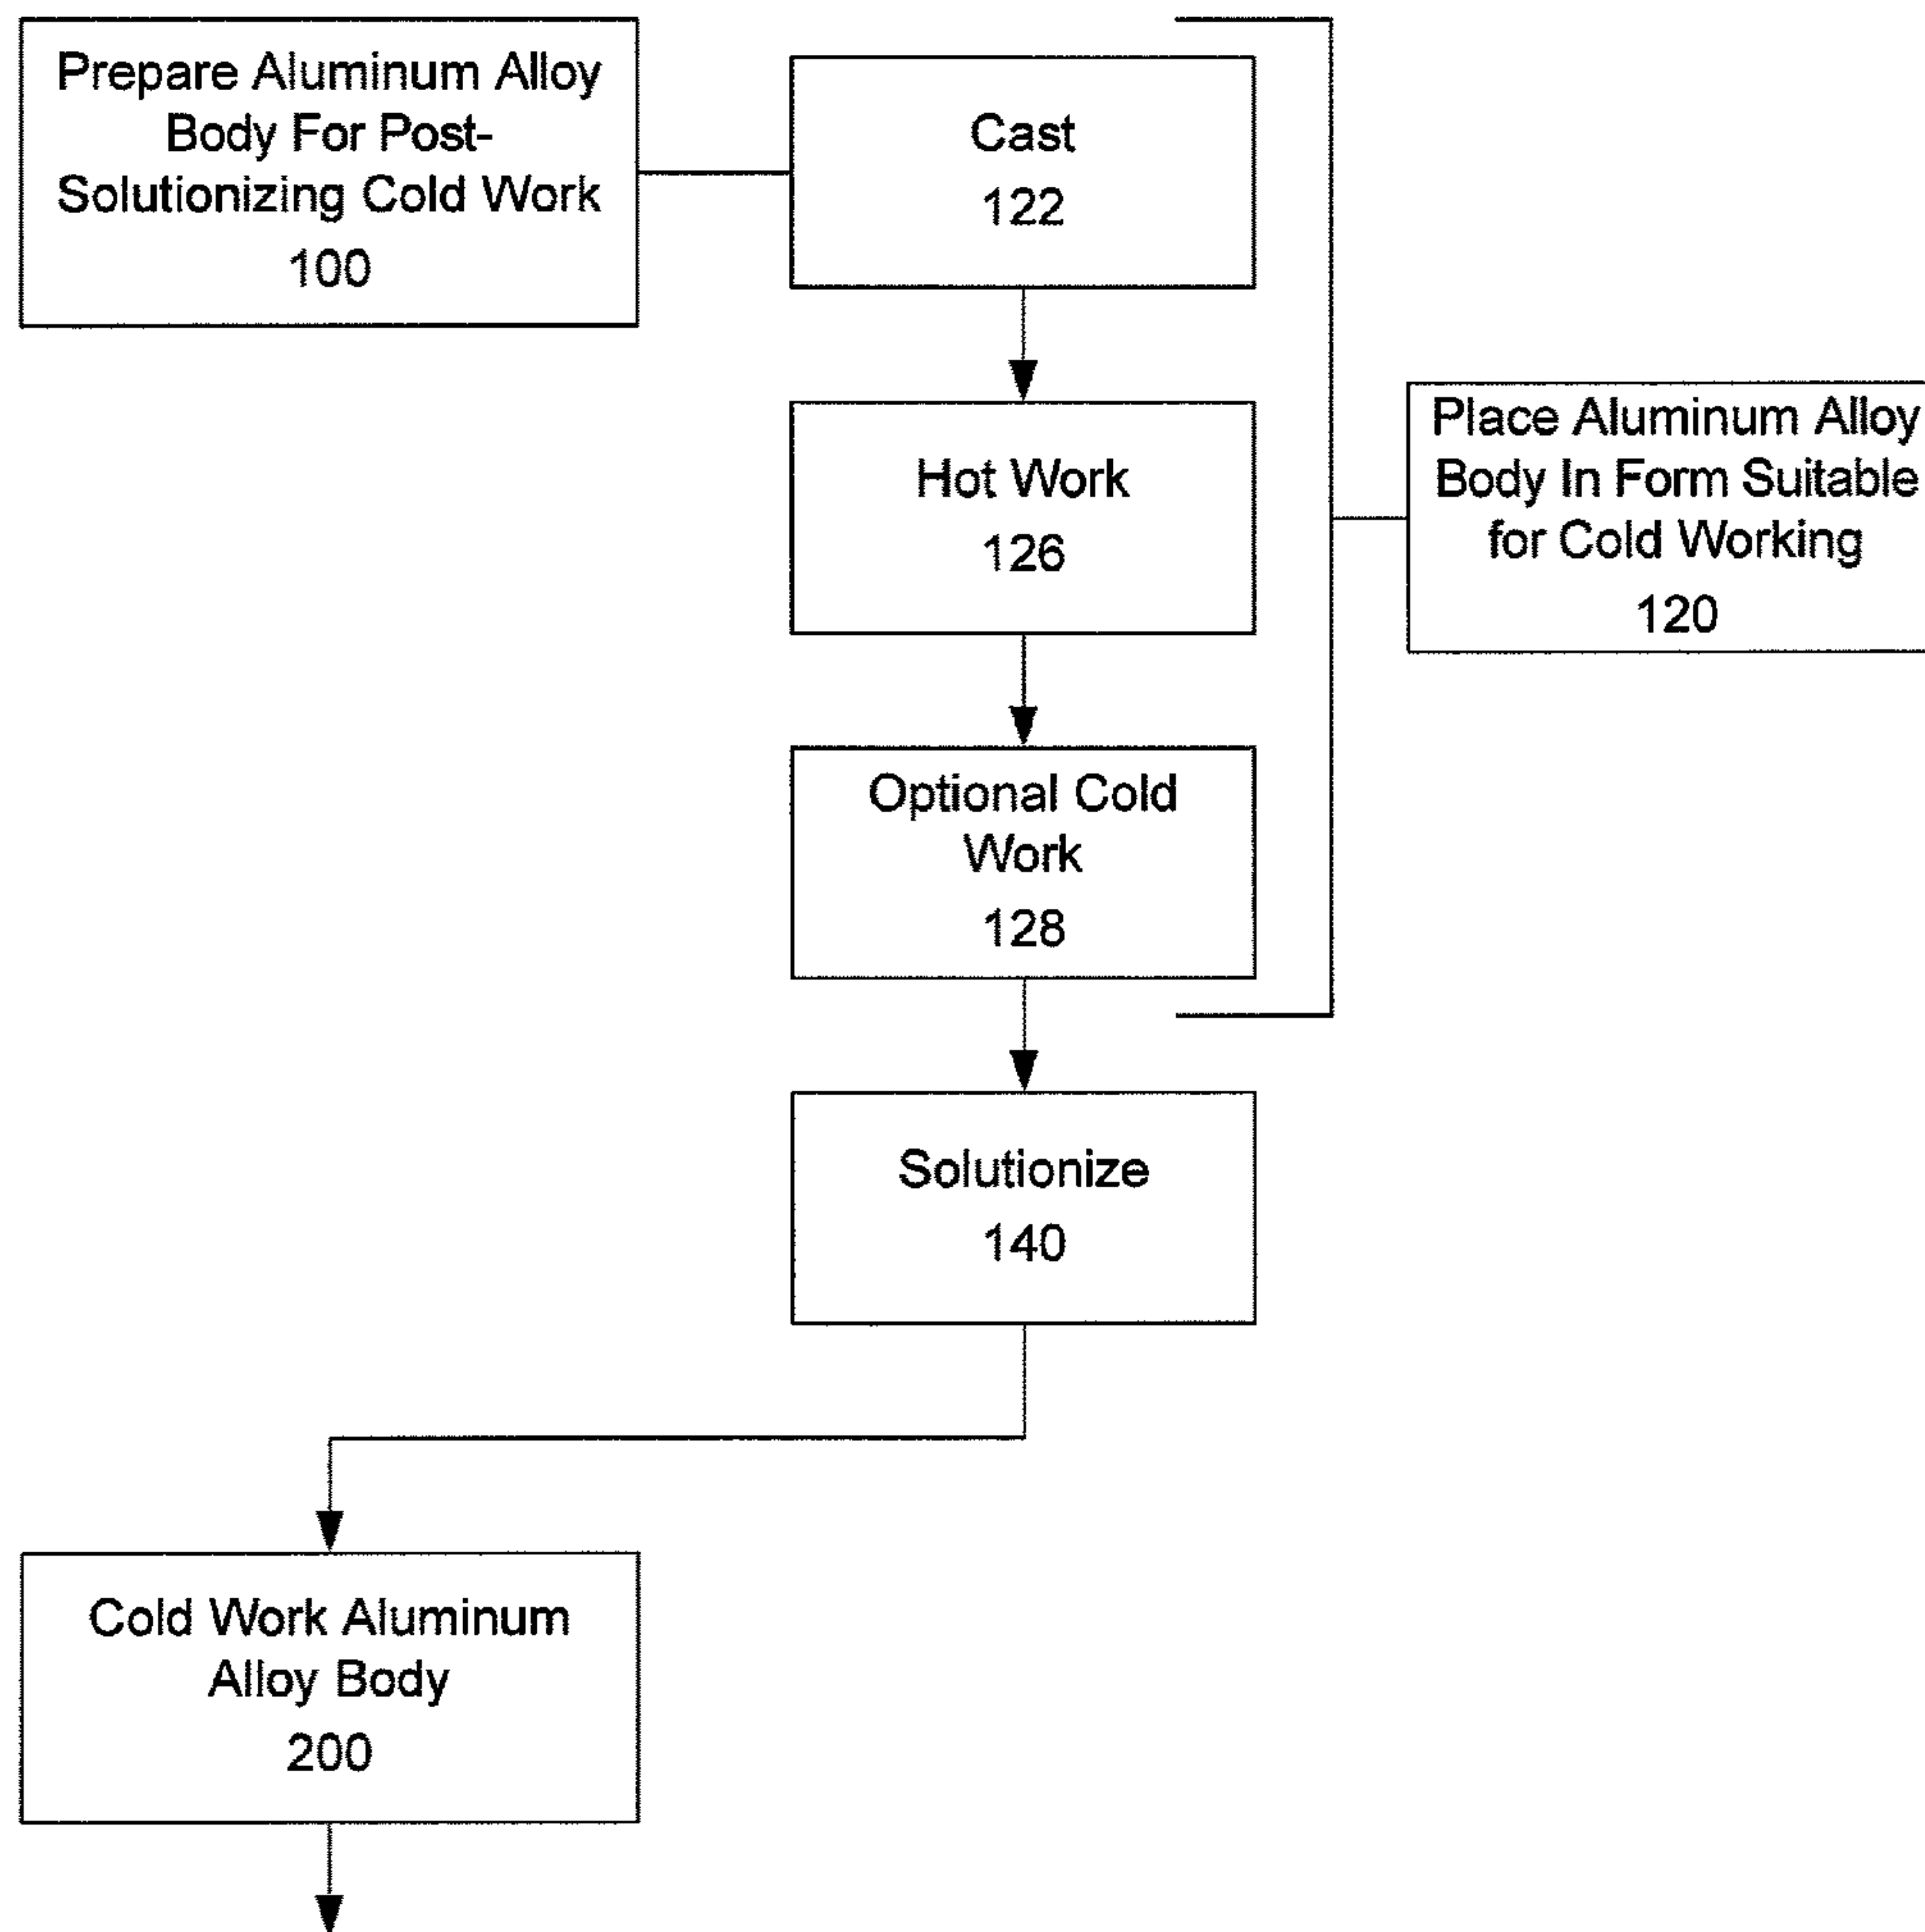 Prepare Aluminum Alloy
Body For Post-
Solutionizing Cold Work
100
Cast
122
Hot Work
126
Place Aluminum Alloy
Body In Form Suitable
for Cold Working
120
Optional Cold
Work
128
Solutionize
140
Cold Work Aluminum
Alloy Body
200